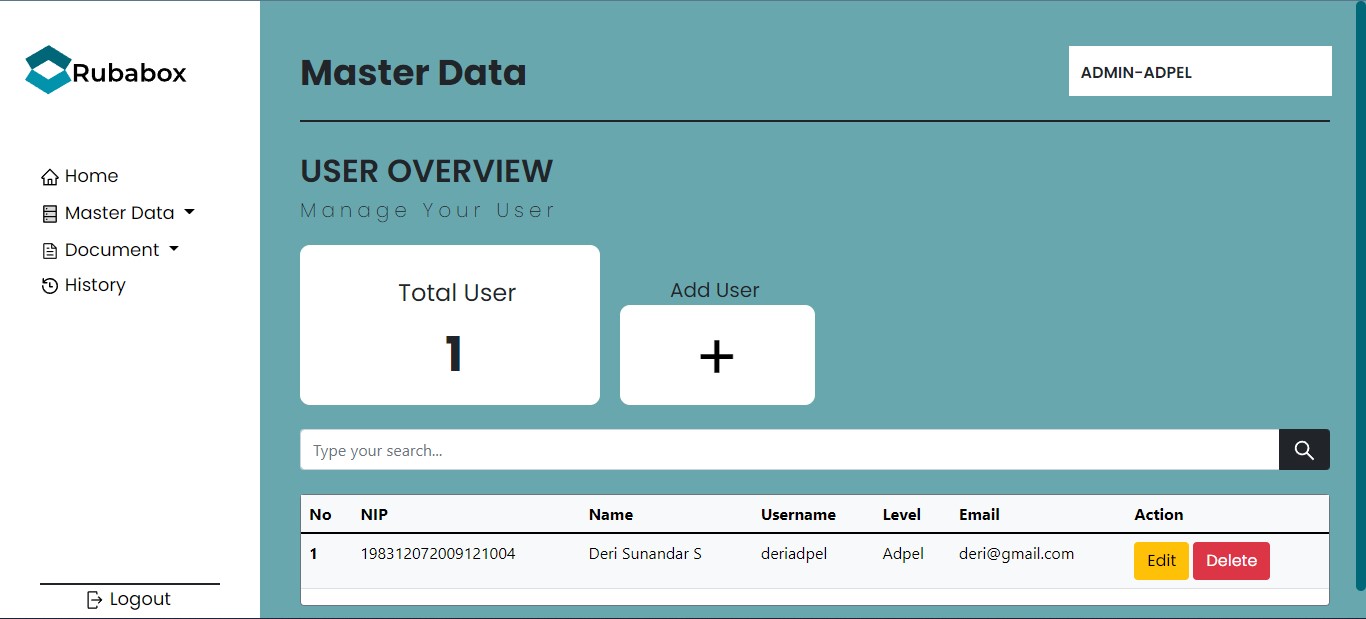 Rubabox
Home
Master Data
Document
History
Logout
Master Data
ADMIN-ADPEL
USER OVERVIEW
Manage Your User
Total User
1
Add User
+
Type your search...
No NIP Name Username Level Email Action
1 198312072009121004 Deri Sunandar S deriadpel Adpel deri@gmail.com Edit Delete